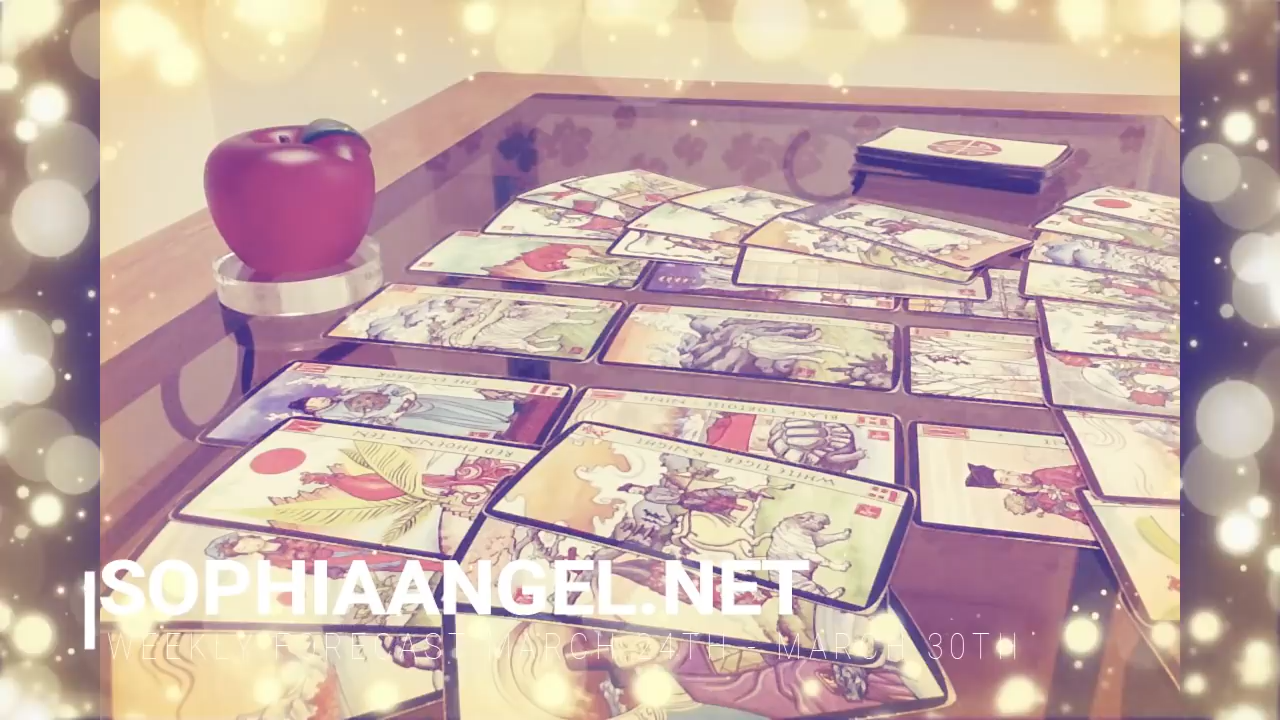 BLACK TORTOISE - NINE
RED PHOENIX - TEN
WHITE TIGER - KNIGHT
SOPHIAANGEL.NET
WEEKLY FORECAST MARCH 24TH - MARCH 30TH